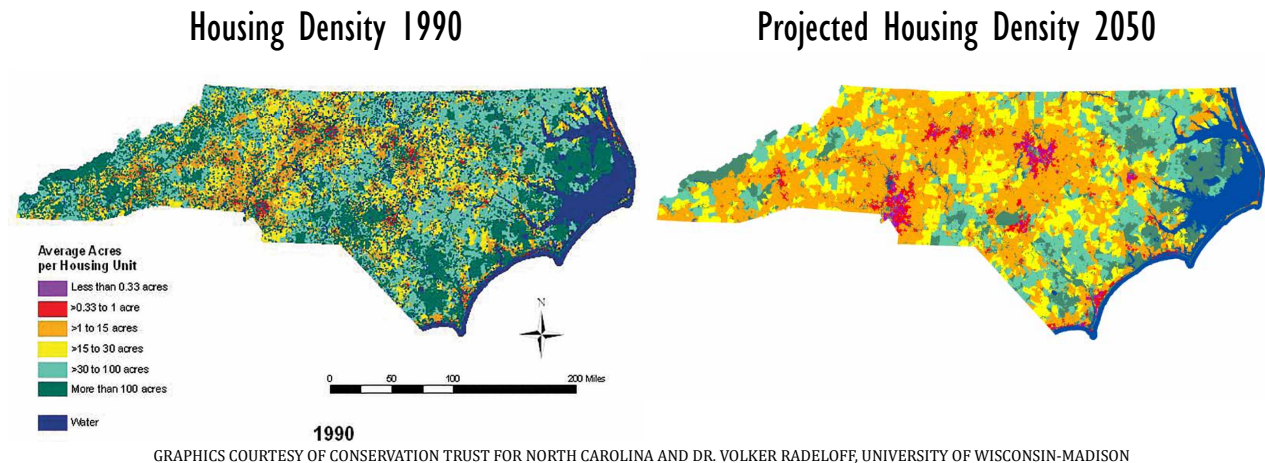 Housing Density 1990
Projected Housing Density 2050
Average Acres
per Housing Unit
Less than 0.33 acres
>0.33 to 1 acre
>1 to 15 acres
>15 to 30 acres
>30 to 100 acres
More than 100 acres
Water
N
0 50 100 200 Miles
1990
GRAPHICS COURTESY OF CONSERVATION TRUST FOR NORTH CAROLINA AND DR. VOLKER RADELOFF, UNIVERSITY OF WISCONSIN-MADISON